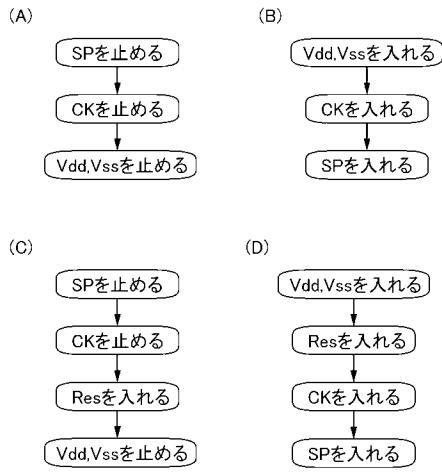 (A)
SPを止める
CKを止める
Vdd,Vssを止める
(B)
Vdd,Vssを入れる
CKを入れる
SPを入れる
(C)
SPを止める
CKを止める
Resを入れる
Vdd,Vssを止める
(D)
Vdd,Vssを入れる
Resを入れる
CKを入れる
SPを入れる